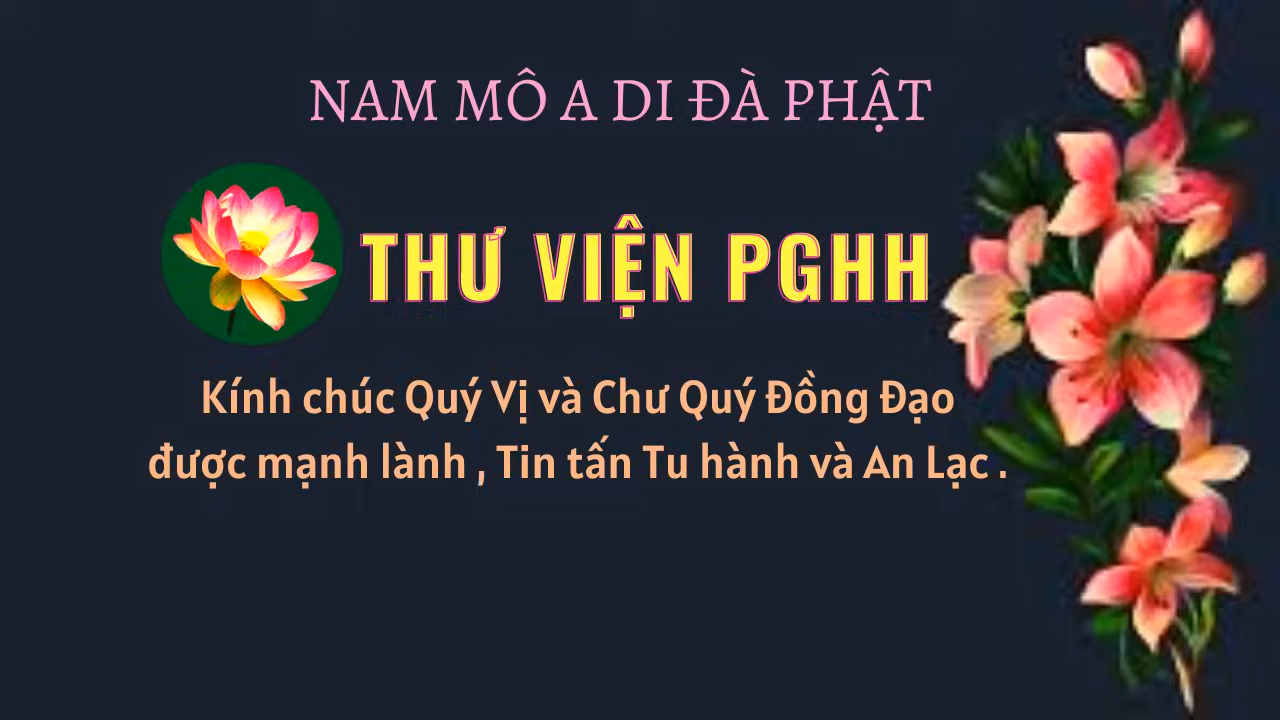 NAM MÔ A DI ĐÀ PHẬT
THƯ VIỆN PGHH
Kính chúc Quý Vị và Chư Quý Đồng Đạo
được mạnh lành , Tin tấn Tu hành và An Lạc .